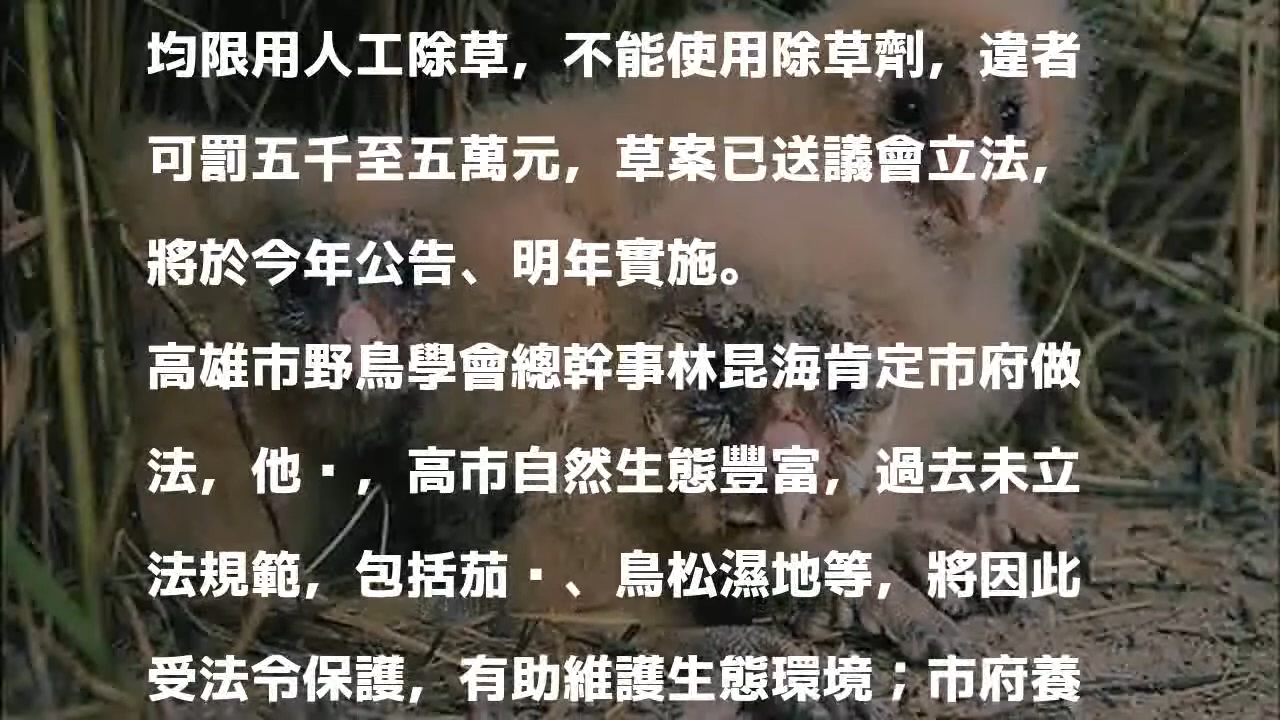 均限用人工除草，不能使用除草劑，違者
可罰五千至五萬元，草案已送議會立法，
將於今年公告、明年實施。
高雄市野鳥學會總幹事林昆海肯定市府做
法，他▪，高市自然生態豐富，過去未立
法規範，包括茄▪、鳥松濕地等，將因此
受法令保護，有助維護生態環境；市府養